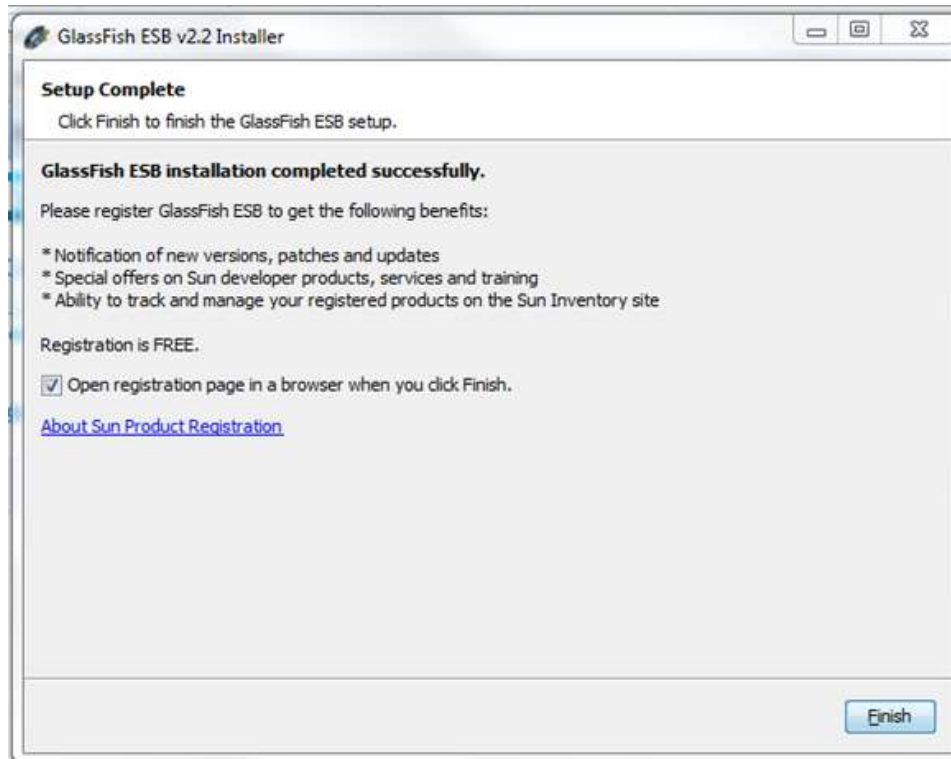 GlassFish ESB v2.2 Installer
Setup Complete
Click Finish to finish the GlassFish ESB setup.
GlassFish ESB installation completed successfully.
Please register GlassFish ESB to get the following benefits:
* Notification of new versions, patches and updates
* Special offers on Sun developer products, services and training
* Ability to track and manage your registered products on the Sun Inventory site
Registration is FREE.
Open registration page in a browser when you click Finish.
About Sun Product Registration
Finish